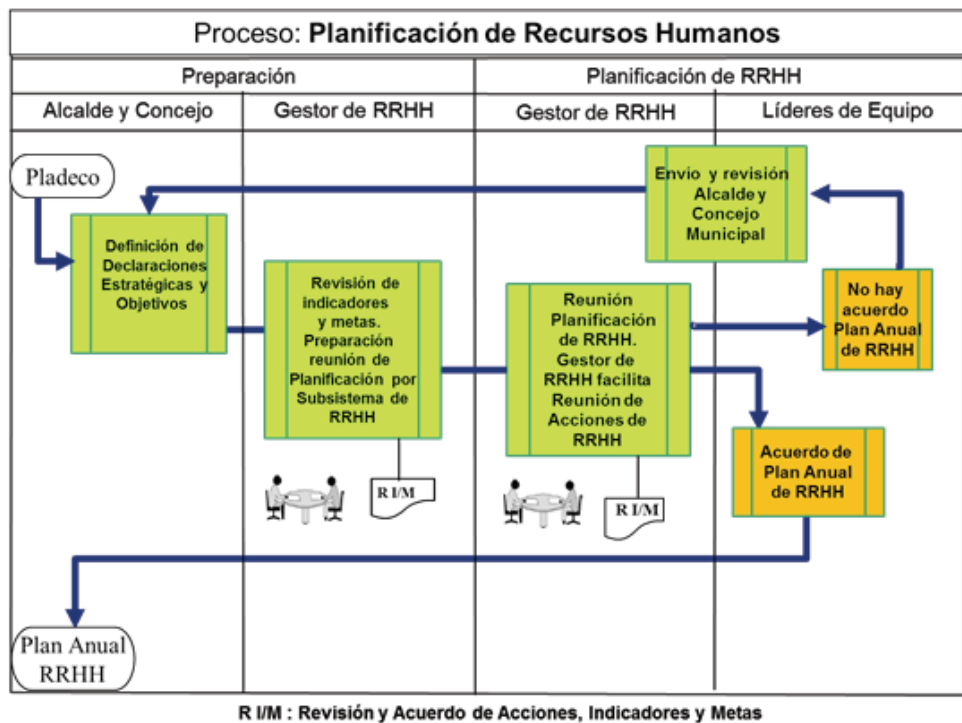 Proceso: Planificación de Recursos Humanos
Preparación
Planificación de RRHH
Alcalde y Concejo
Gestor de RRHH
Gestor de RRHH
Líderes de Equipo
Pladeco
Definición de
Declaraciones
Estratégicas y
Objetivos
Revisión de
indicadores
y metas.
Preparación
reunión de
Planificación por
Subsistema de
RRHH
R I/M
Reunión
Planificación
de RRHH.
Gestor de
RRHH facilita
Reunión de
Acciones de
RRHH
R I/M
Envio y revisión
Alcalde y
Concejo
Municipal
No hay
acuerdo
Plan Anual
de RRHH
Acuerdo de
Plan Anual
de RRHH
Plan Anual
RRHH
R I/M : Revisión y Acuerdo de Acciones, Indicadores y Metas